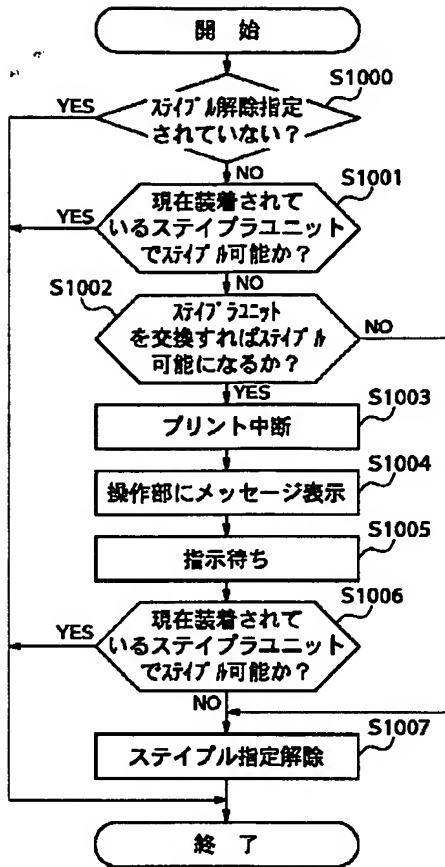 開 始
S1000
YES
ステイプル解除指定
されていない?
NO
S1001
現在装着されて
YES
いるステイプラユニット
でステイプル可能か?
S1002
NO
ステイプラユニット
NO
を交換すればステイプル
可能になるか?
YES
S1003
プリント中断
S1004
操作部にメッセージ表示
S1005
指示待ち
S1006
現在装着されて
YES
いるステイプラユニット
でステイプル可能か?
NO
S1007
ステイプル指定解除
終 了